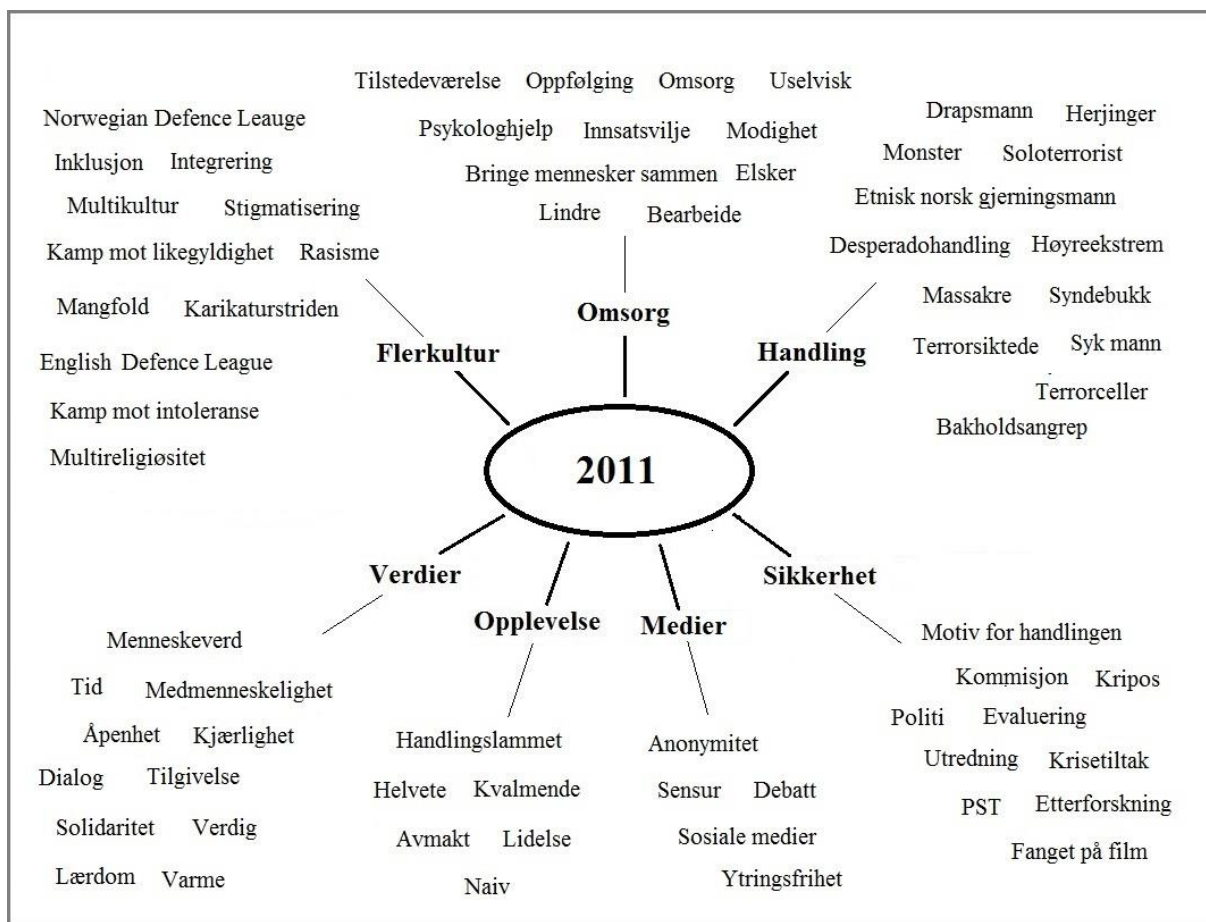 Tilstedeværelse Oppfølging Omsorg Uselvisk
Psykologhjelp Innsatsvilje Modighet
Bringe mennesker sammen Elsker
Lindre Bearbeide
Omsorg
Norwegian Defence Leauge
Inklusjon Integrering
Multikultur Stigmatisering
Kamp mot likegyldighet Rasisme
Mangfold Karikaturstriden
English Defence League
Kamp mot intoleranse
Multireligiøsitet
Flerkultur
Drapsmann Herjinger
Monster Soloterrorist
Etnisk norsk gjerningsmann
Desperadohandling Høyreekstrem
Massakre Syndebukk
Terrorsiktede Syk mann
Terrorceller
Bakholdsangrep
Handling
2011
Verdier
Menneskeverd
Tid Medmenneskelighet
Åpenhet Kjærlighet
Dialog Tilgivelse
Solidaritet Verdig
Lærdom Varme
Opplevelse
Handlingslammet
Helvete Kvalmende
Avmakt Lidelse
Naiv
Medier
Anonymitet
Sensur Debatt
Sosiale medier
Ytringsfrihet
Sikkerhet
Motiv for handlingen
Kommisjon Kripos
Politi Evaluering
Utredning Krisetiltak
PST Etterforskning
Fanget på film